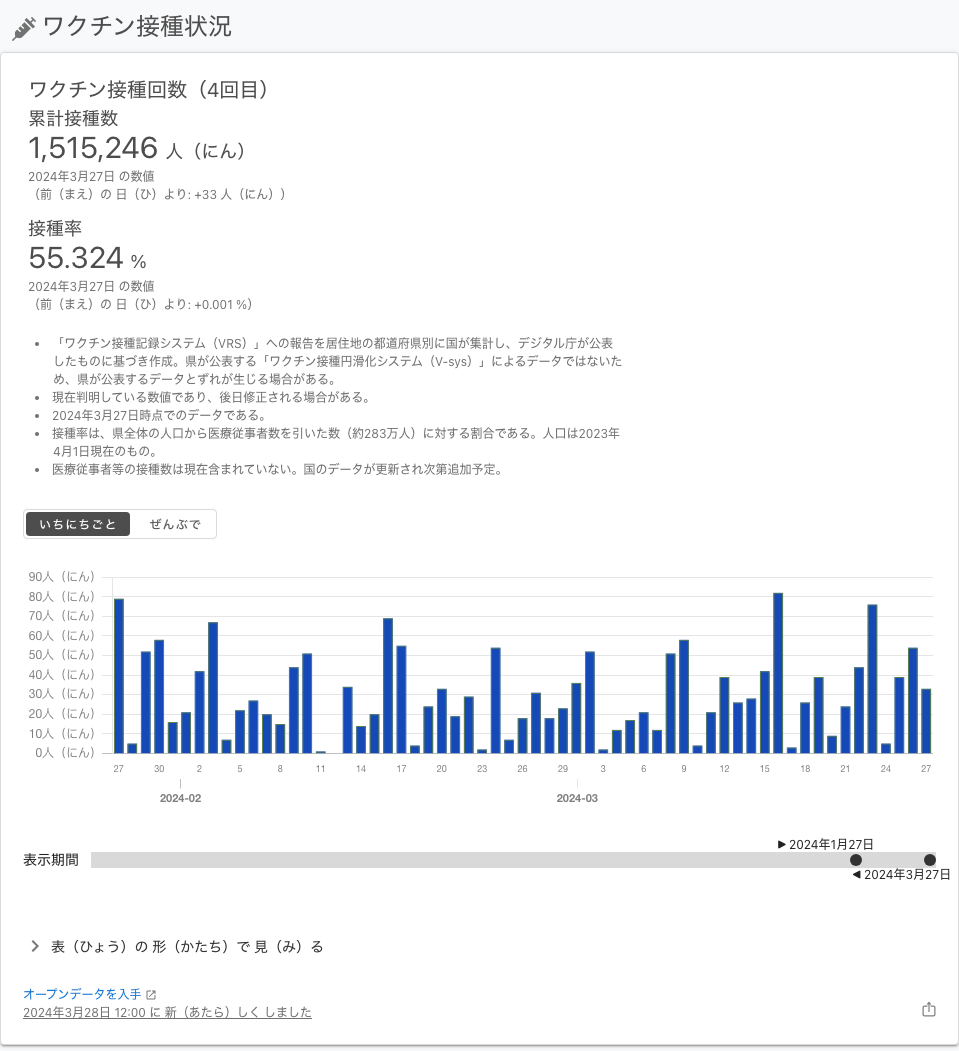 ワクチン接種状況
ワクチン接種回数（4回目）
累計接種数
1,515,246 人（にん）
2024年3月27日 の数値
（前（まえ）の 日（ひ）より: +33 人（にん））
接種率
55.324 %
2024年3月27日 の数値
（前（まえ）の 日（ひ）より: +0.001 %）
• 「ワクチン接種記録システム（VRS）」への報告を居住地の都道府県別に国が集計し、デジタル庁が公表
したものに基づき作成。県が公表する「ワクチン接種円滑化システム（V-sys）」によるデータではないた
め、県が公表するデータとずれが生じる場合がある。
• 現在判明している数値であり、後日修正される場合がある。
• 2024年3月27日時点でのデータである。
• 接種率は、県全体の人口から医療従事者数を引いた数（約283万人）に対する割合である。人口は2023年
4月1日現在のもの。
• 医療従事者等の接種数は現在含まれていない。国のデータが更新され次第追加予定。
いちにちごと ぜんぶで
90人（にん）
80人（にん）
70人（にん）
60人（にん）
50人（にん）
40人（にん）
30人（にん）
20人（にん）
10人（にん）
0人（にん）
27 30 2 5 8 11 14 17 20 23 26 29 3 6 9 12 15 18 21 24 27
2024-02 2024-03
▶ 2024年1月27日
表示期間
◀ 2024年3月27日
表（ひょう）の 形（かたち）で 見（み）る
オープンデータを入手
2024年3月28日 12:00 に 新（あたら）しく しました